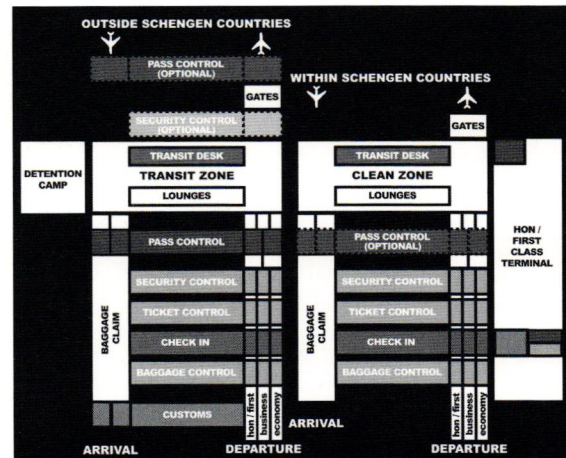 OUTSIDE SCHENGEN COUNTRIES
PASS CONTROL
(OPTIONAL)
GATES
SECURITY CONTROL
(OPTIONAL)
DETENTION
CAMP
TRANSIT DESK
TRANSIT ZONE
LOUNGES
PASS CONTROL
BAGGAGE
CLAIM
SECURITY CONTROL
TICKET CONTROL
CHECK IN
BAGGAGE CONTROL
CUSTOMS
hon / first
business
economy
ARRIVAL
DEPARTURE
WITHIN SCHENGEN COUNTRIES
GATES
TRANSIT DESK
CLEAN ZONE
LOUNGES
PASS CONTROL
(OPTIONAL)
BAGGAGE
CLAIM
SECURITY CONTROL
TICKET CONTROL
CHECK IN
BAGGAGE CONTROL
hon / first
business
economy
ARRIVAL
DEPARTURE
HON /
FIRST
CLASS
TERMINAL